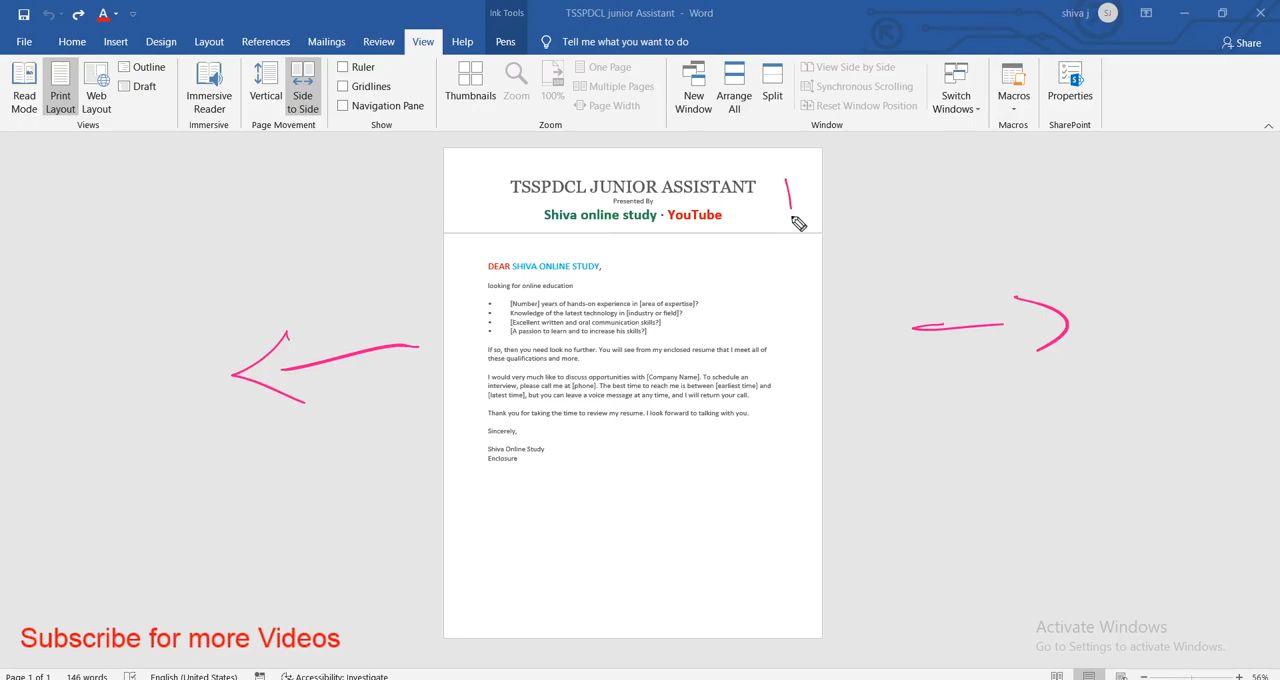 TSSPDCL junior Assistant - Word
Ink Tools
shiva j
SJ
File Home Insert Design Layout References Mailings Review View Help Pens Tell me what you want to do Share
Read Mode
Print Layout
Web Layout
Outline
Draft
Views
Immersive Reader
Immersive
Vertical
Side to Side
Page Movement
Ruler
Gridlines
Navigation Pane
Show
Thumbnails
Zoom
100%
One Page
Multiple Pages
Page Width
Zoom
New Window
Arrange All
Split
View Side by Side
Synchronous Scrolling
Reset Window Position
Window
Switch Windows
Macros
Macros
Properties
SharePoint
TSSPDCL JUNIOR ASSISTANT
Presented By
Shiva online study · YouTube
DEAR SHIVA ONLINE STUDY,
looking for online education
• [Number] years of hands-on experience in [area of expertise]?
• Knowledge of the latest technology in [industry or field]?
• [Excellent written and oral communication skills?]
• [A passion to learn and to increase his skills?]
If so, then you need look no further. You will see from my enclosed resume that I meet all of
these qualifications and more.
I would very much like to discuss opportunities with [Company Name]. To schedule an
interview, please call me at [phone]. The best time to reach me is between [earliest time] and
[latest time], but you can leave a voice message at any time, and I will return your call.
Thank you for taking the time to review my resume. I look forward to talking with you.
Sincerely,
Shiva Online Study
Enclosure
Subscribe for more Videos
Activate Windows
Go to Settings to activate Windows.
Page 1 of 1 146 words English (United States) Accessibility: Investigate 56%